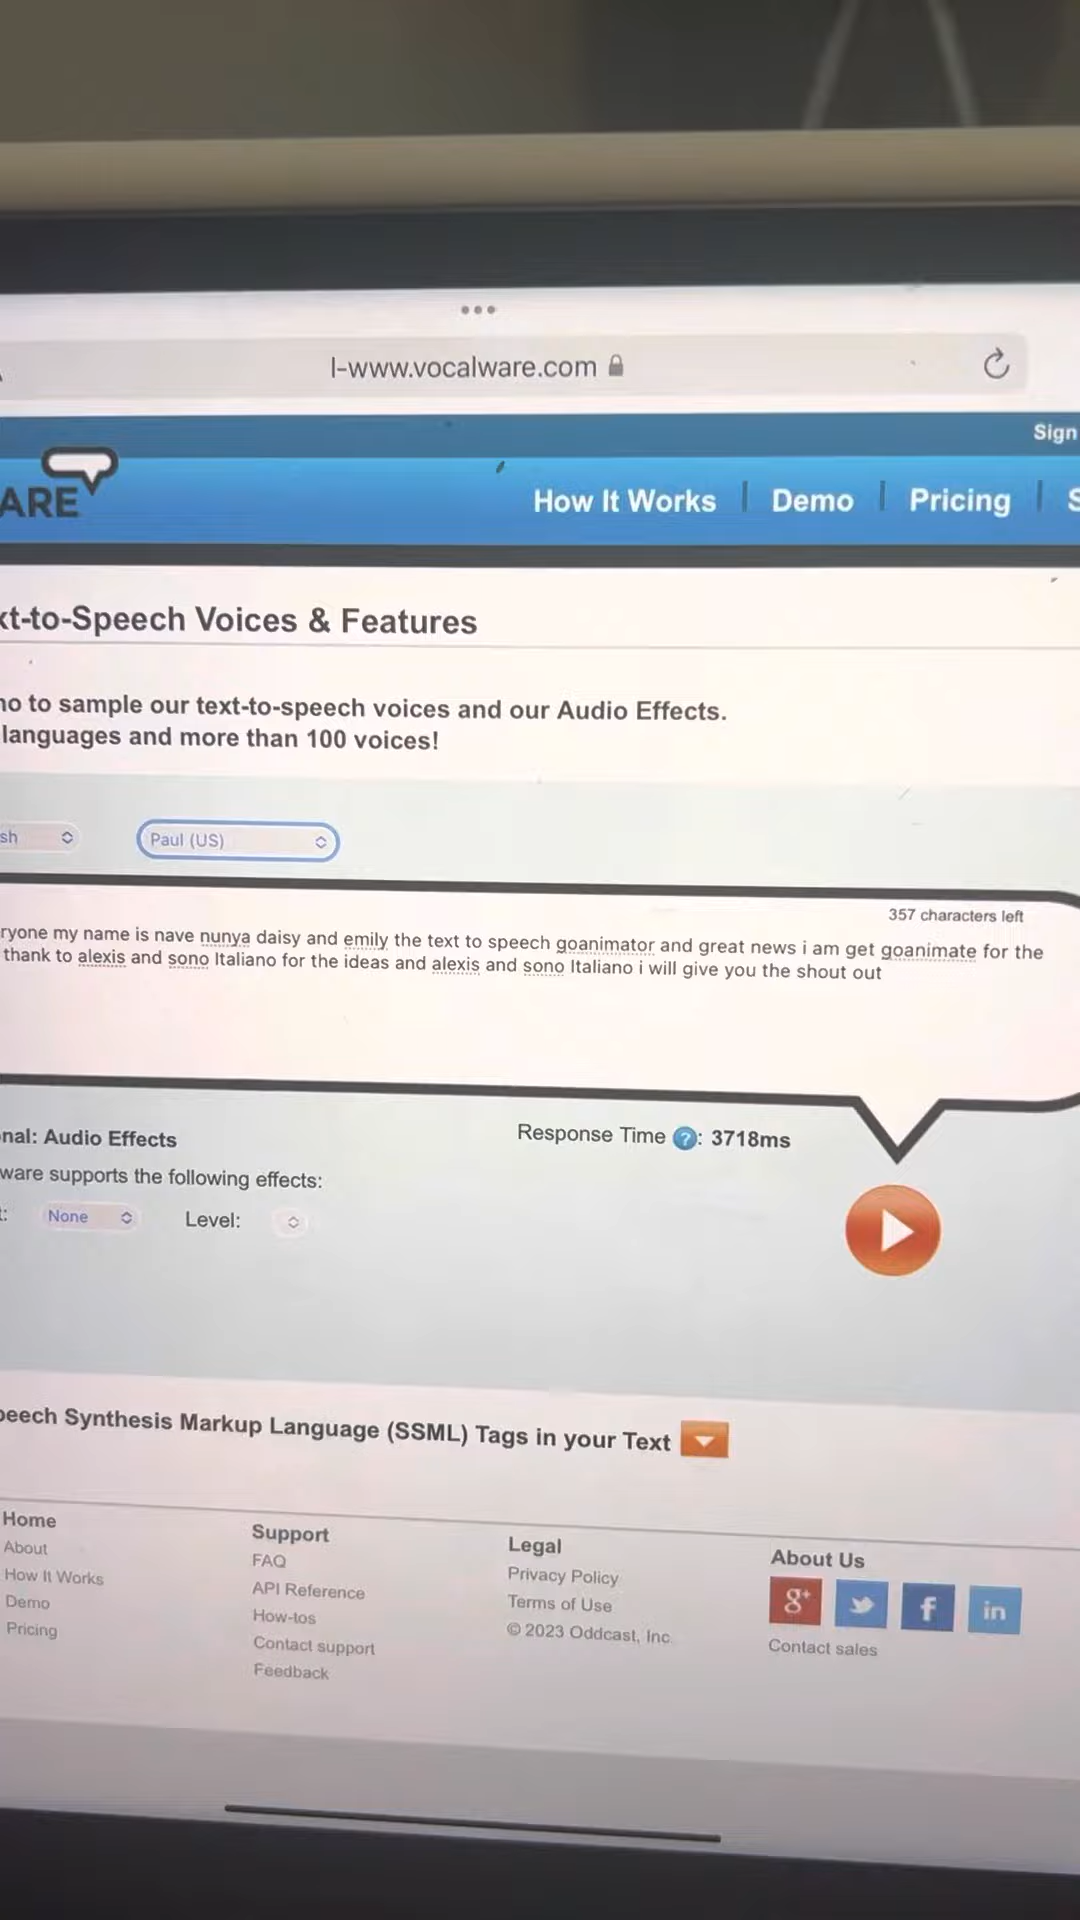 l-www.vocalware.com
Sign
ARE
How It Works
Demo
Pricing
xt-to-Speech Voices & Features
no to sample our text-to-speech voices and our Audio Effects.
languages and more than 100 voices!
sh
Paul (US)
357 characters left
ryone my name is nave nunya daisy and emily the text to speech goanimator and great news i am get goanimate for the
thank to alexis and sono Italiano for the ideas and alexis and sono Italiano i will give you the shout out
nal: Audio Effects
Response Time ?: 3718ms
ware supports the following effects:
t: None Level:
peech Synthesis Markup Language (SSML) Tags in your Text
Home
About
How It Works
Demo
Pricing
Support
FAQ
API Reference
How-tos
Contact support
Feedback
Legal
Privacy Policy
Terms of Use
© 2023 Oddcast, Inc.
About Us
g+ f in
Contact sales